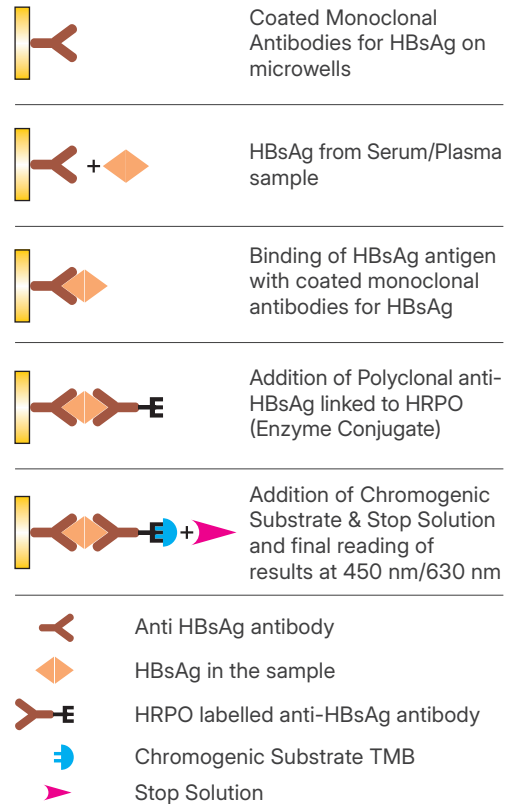 Coated Monoclonal
Antibodies for HBsAg on
microwells
+
HBsAg from Serum/Plasma
sample
Binding of HBsAg antigen
with coated monoclonal
antibodies for HBsAg
Addition of Polyclonal anti-
HBsAg linked to HRPO
(Enzyme Conjugate)
+
Addition of Chromogenic
Substrate & Stop Solution
and final reading of
results at 450 nm/630 nm
Anti HBsAg antibody
HBsAg in the sample
HRPO labelled anti-HBsAg antibody
Chromogenic Substrate TMB
Stop Solution